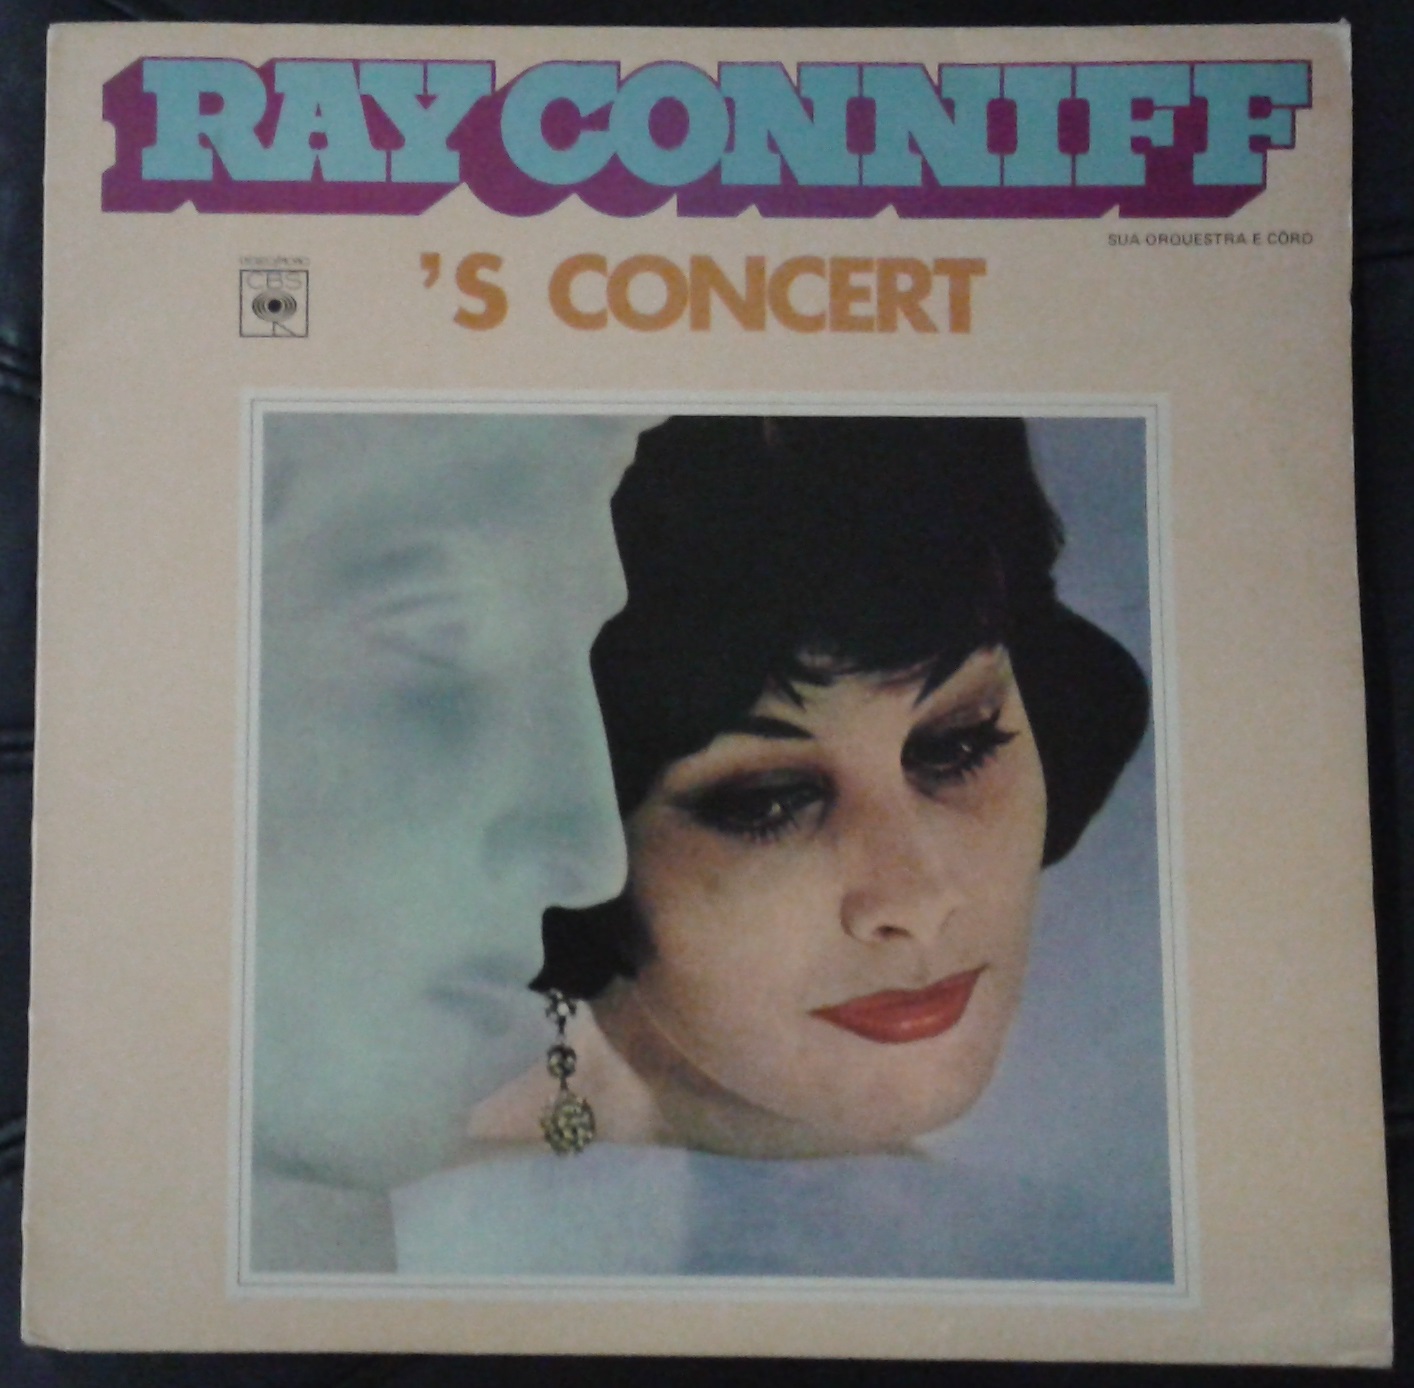 RAY CONNIFF
SUA ORQUESTRA E CÔRO
'S CONCERT
CBS